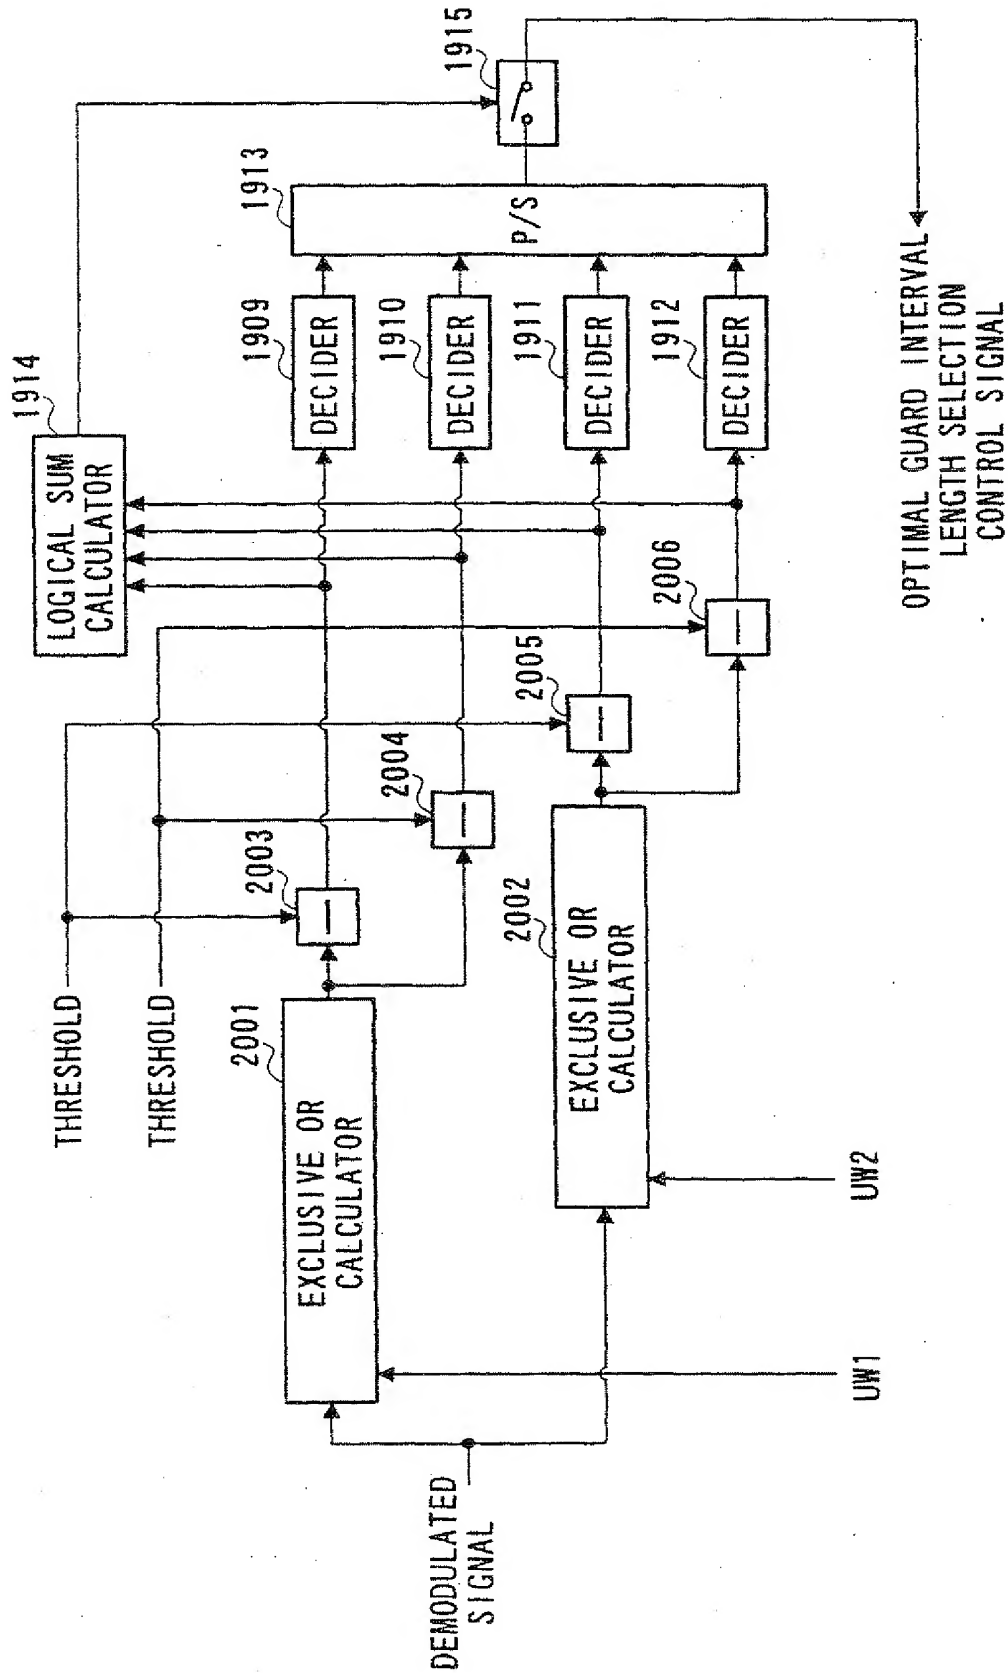 THRESHOLD
THRESHOLD
DEMODULATED
SIGNAL
UW1
UW2
2001
EXCLUSIVE OR
CALCULATOR
2002
EXCLUSIVE OR
CALCULATOR
2003
2004
2005
2006
1914
LOGICAL SUM
CALCULATOR
1909
DECIDER
1910
DECIDER
1911
DECIDER
1912
DECIDER
1913
P/S
1915
OPTIMAL GUARD INTERVAL
LENGTH SELECTION
CONTROL SIGNAL